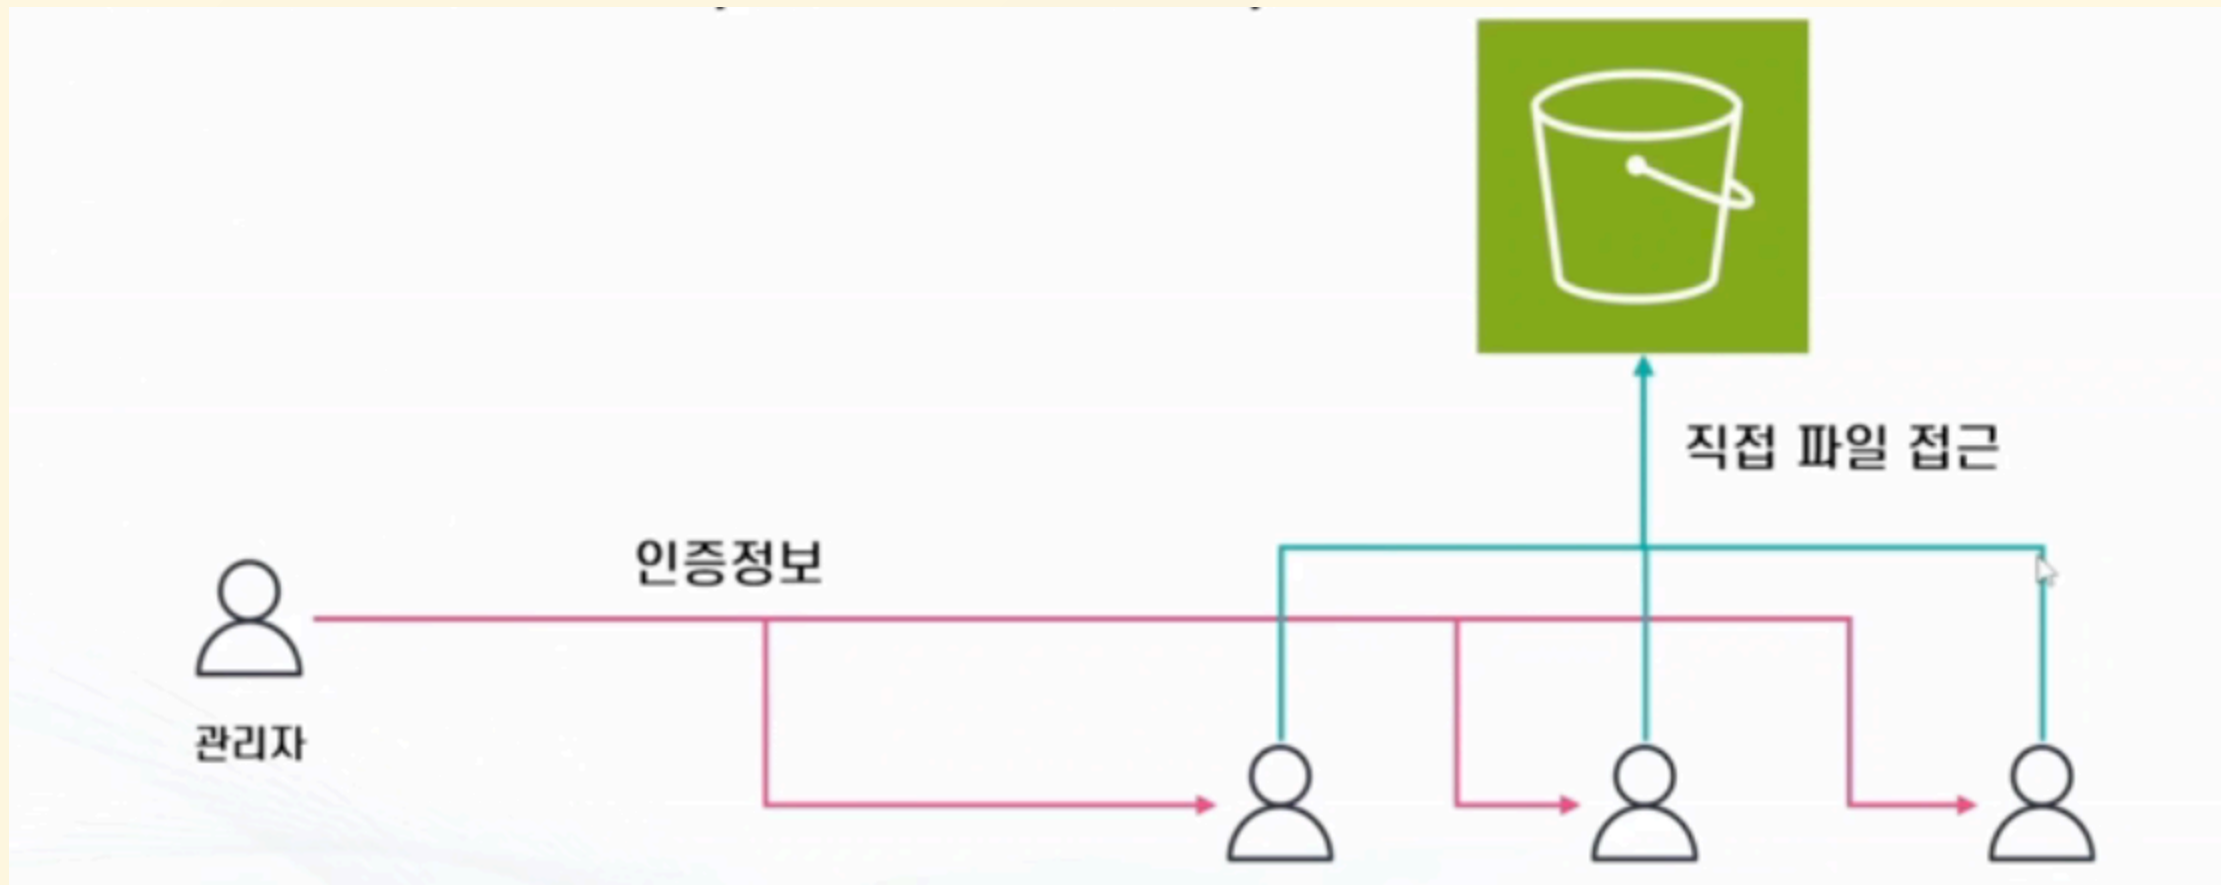 직접 파일 접근
인증정보
관리자